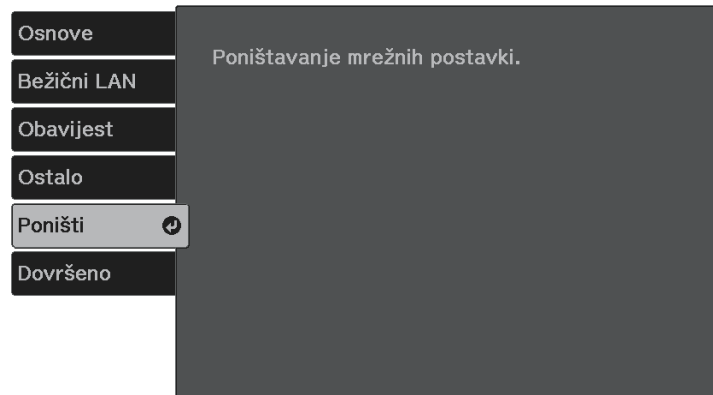 Osnove
Bežični LAN
Obavijest
Ostalo
Poništi
Dovršeno
Poništavanje mrežnih postavki.